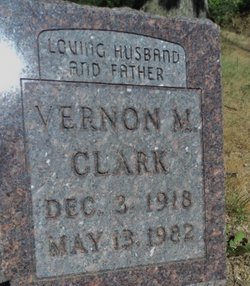 LOVING HUSBAND
AND FATHER
VERNON M.
CLARK
DEC. 3, 1918
MAY 13, 1982